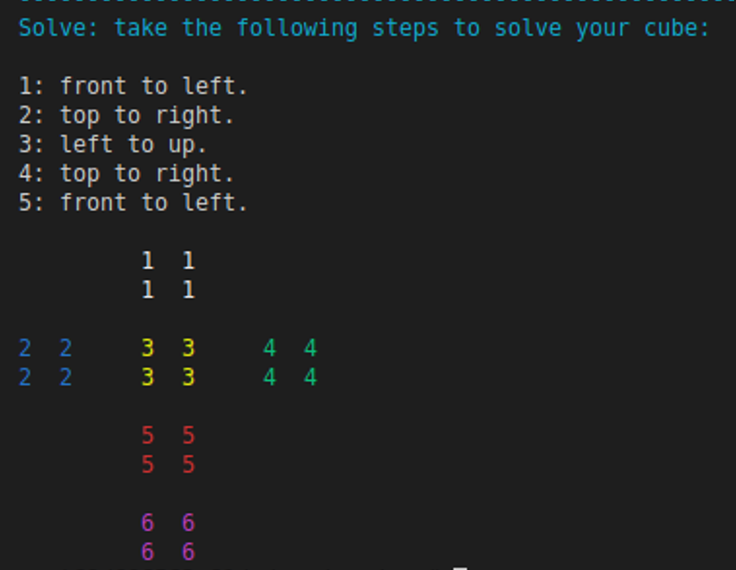 Solve: take the following steps to solve your cube:
1: front to left.
2: top to right.
3: left to up.
4: top to right.
5: front to left.
1 1
1 1
2 2 3 3 4 4
2 2 3 3 4 4
5 5
5 5
6 6
6 6